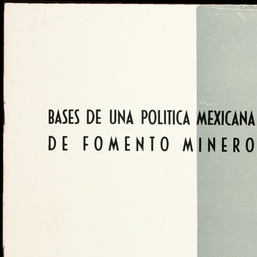 BASES DE UNA POLITICA MEXICANA
DE FOMENTO MINERO